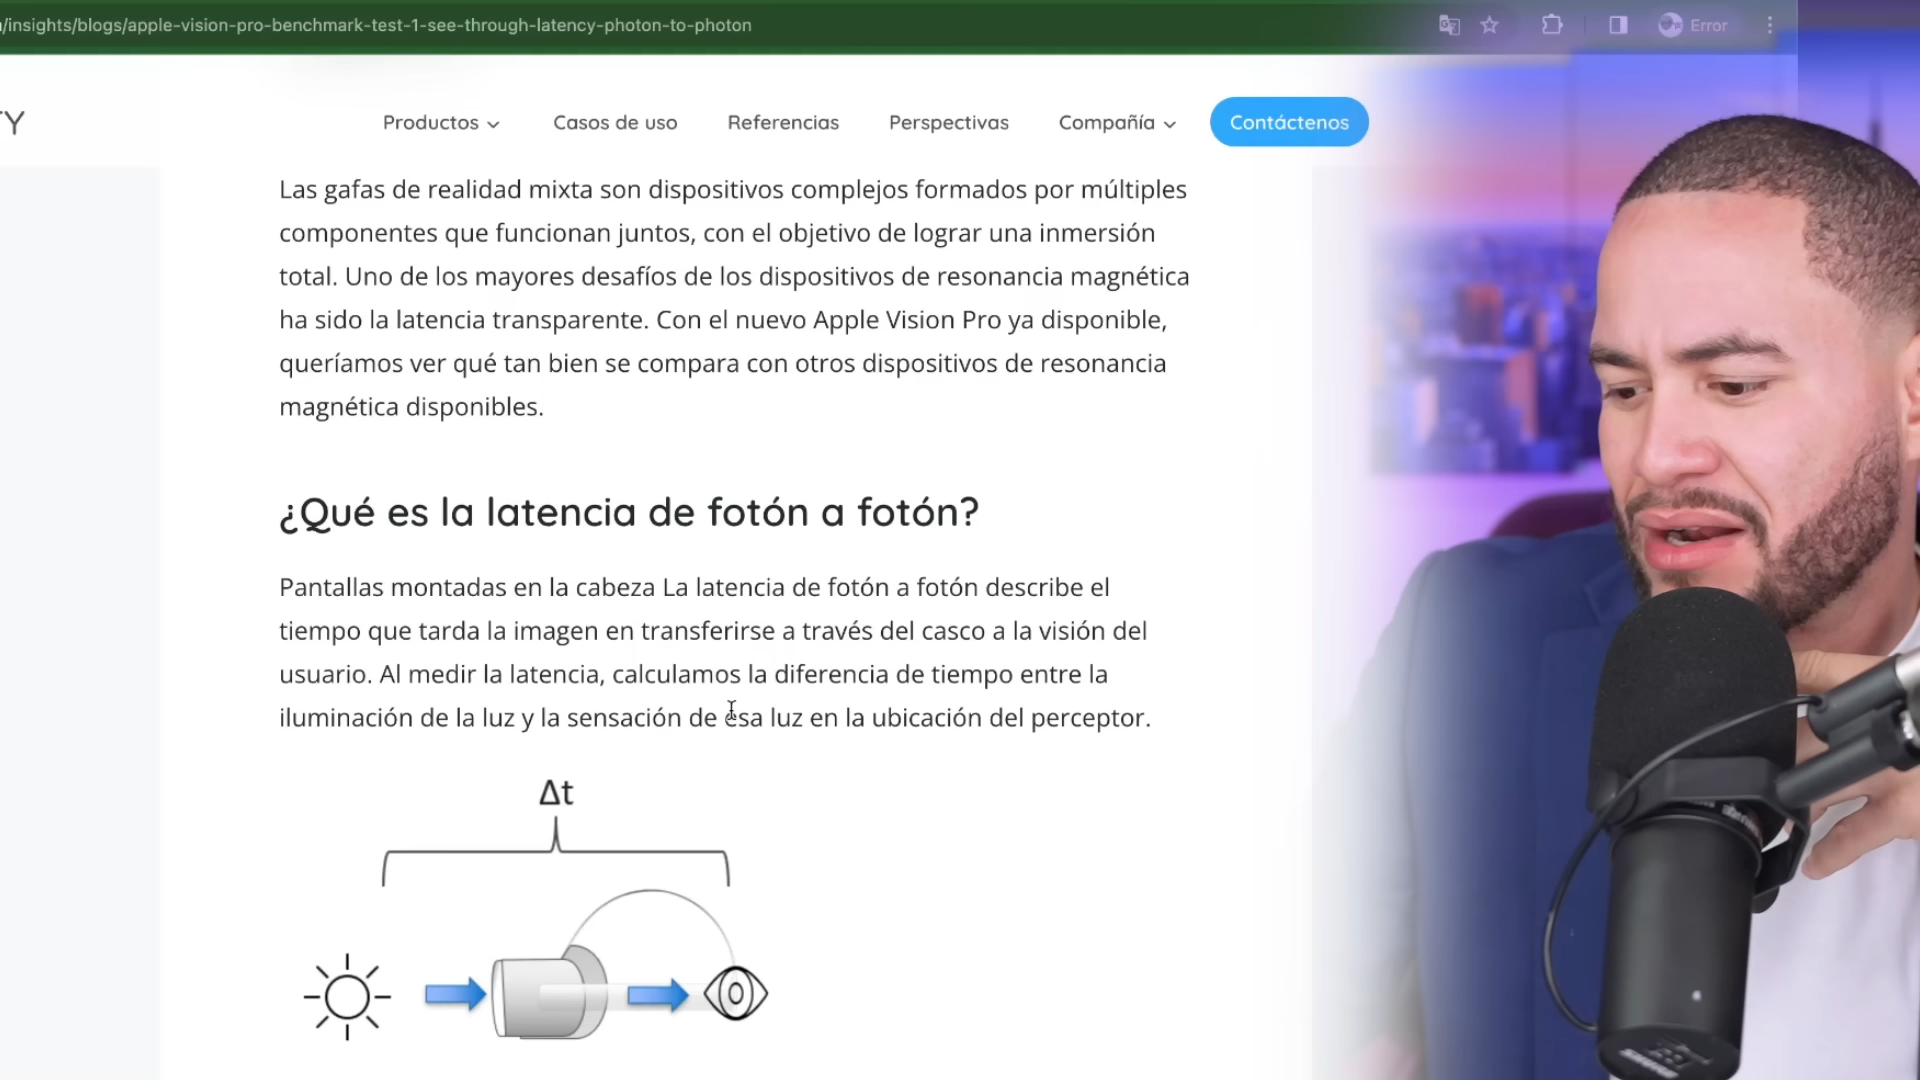 /insights/blogs/apple-vision-pro-benchmark-test-1-see-through-latency-photon-to-photon
Error
TY
Productos
Casos de uso
Referencias
Perspectivas
Compañía
Contáctenos
Las gafas de realidad mixta son dispositivos complejos formados por múltiples
componentes que funcionan juntos, con el objetivo de lograr una inmersión
total. Uno de los mayores desafíos de los dispositivos de resonancia magnética
ha sido la latencia transparente. Con el nuevo Apple Vision Pro ya disponible,
queríamos ver qué tan bien se compara con otros dispositivos de resonancia
magnética disponibles.
¿Qué es la latencia de fotón a fotón?
Pantallas montadas en la cabeza La latencia de fotón a fotón describe el
tiempo que tarda la imagen en transferirse a través del casco a la visión del
usuario. Al medir la latencia, calculamos la diferencia de tiempo entre la
iluminación de la luz y la sensación de esa luz en la ubicación del perceptor.
Δt